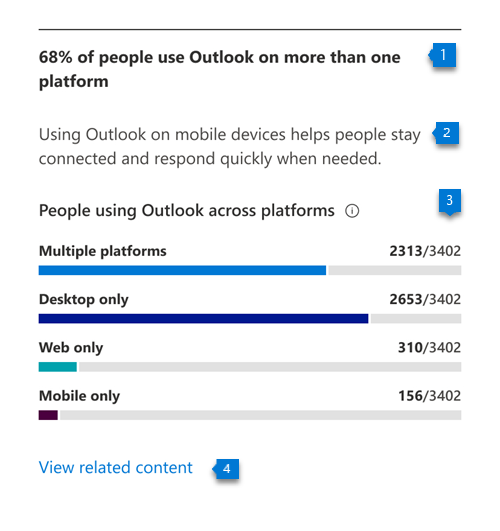 68% of people use Outlook on more than one 1
platform
Using Outlook on mobile devices helps people stay 2
connected and respond quickly when needed.
People using Outlook across platforms 3
Multiple platforms 2313/3402
Desktop only 2653/3402
Web only 310/3402
Mobile only 156/3402
View related content 4